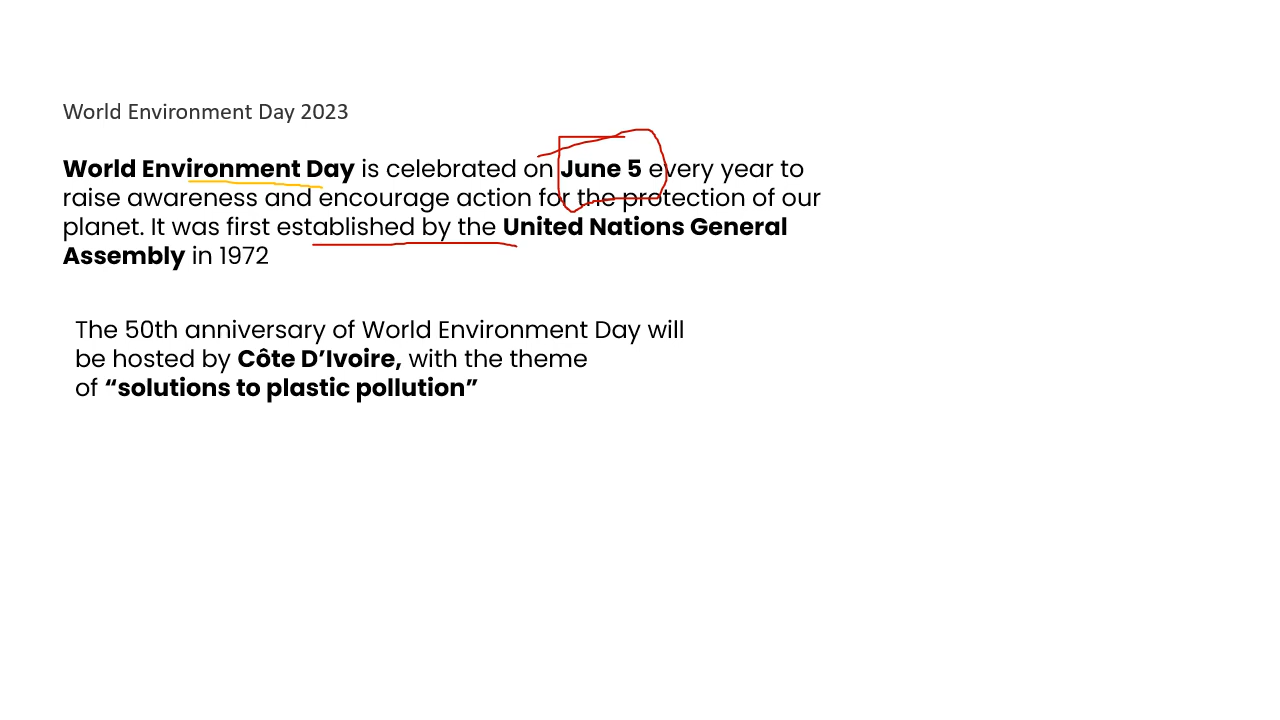 World Environment Day 2023
World Environment Day is celebrated on June 5 every year to
raise awareness and encourage action for the protection of our
planet. It was first established by the United Nations General
Assembly in 1972
The 50th anniversary of World Environment Day will
be hosted by Côte D’Ivoire, with the theme
of “solutions to plastic pollution”